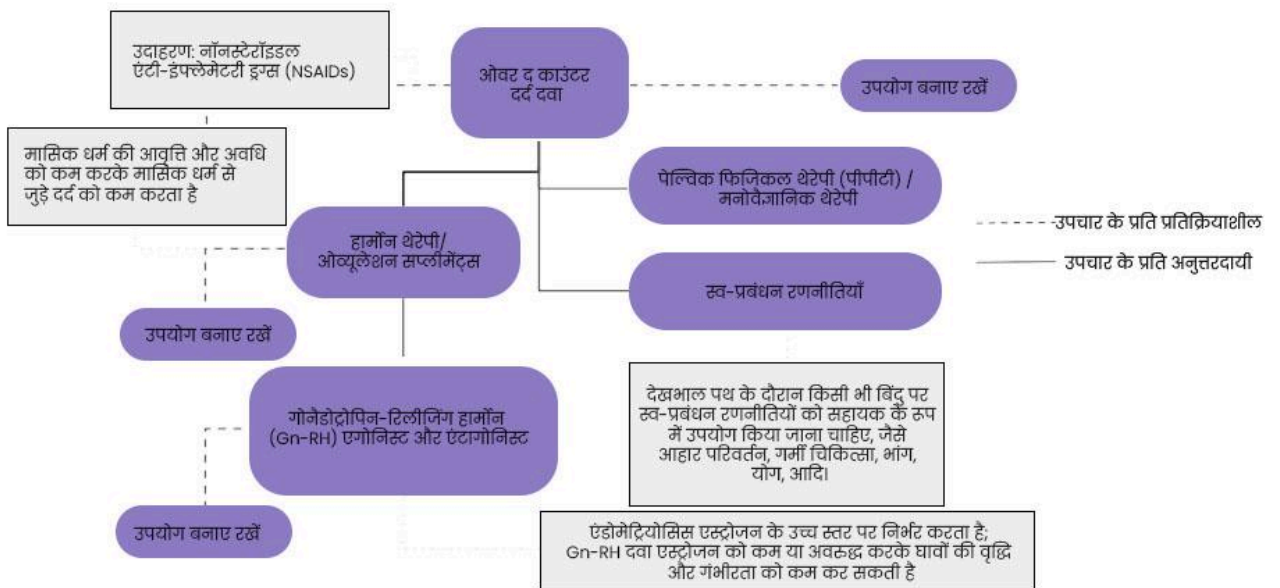 उदाहरण: नॉनस्टेरॉइडल
एंटी-इंफ्लेमेटरी ड्रग्स (NSAIDs)
ओवर द काउंटर
दर्द दवा
उपयोग बनाए रखें
मासिक धर्म की आवृत्ति और अवधि
को कम करके मासिक धर्म से
जुड़े दर्द को कम करता है
पेल्विक फिजिकल थेरेपी (पीपीटी) /
मनोवैज्ञानिक थेरेपी
हार्मोन थेरेपी/
ओव्यूलेशन सप्लीमेंट्स
स्व-प्रबंधन रणनीतियाँ
उपचार के प्रति प्रतिक्रियाशील
उपचार के प्रति अनुत्तरदायी
उपयोग बनाए रखें
गोनैडोट्रोपिन-रिलीजिंग हार्मोन
(Gn-RH) एगोनिस्ट और एंटागोनिस्ट
देखभाल पथ के दौरान किसी भी बिंदु पर
स्व-प्रबंधन रणनीतियों को सहायक के रूप
में उपयोग किया जाना चाहिए, जैसे
आहार परिवर्तन, गर्मी चिकित्सा, भांग,
योग, आदि।
उपयोग बनाए रखें
एंडोमेट्रियोसिस एस्ट्रोजन के उच्च स्तर पर निर्भर करता है;
Gn-RH दवा एस्ट्रोजन को कम या अवरुद्ध करके घावों की वृद्धि
और गंभीरता को कम कर सकती है